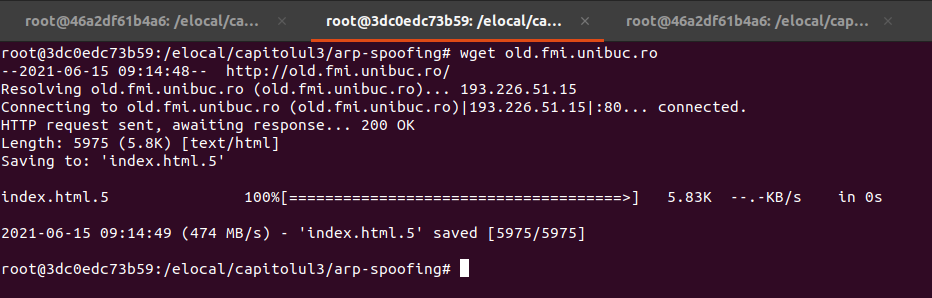 root@46a2df61b4a6: /elocal/ca...
root@3dc0edc73b59: /elocal/ca...
root@46a2df61b4a6: /elocal/cap...
root@3dc0edc73b59:/elocal/capitolul3/arp-spoofing# wget old.fmi.unibuc.ro
--2021-06-15 09:14:48--  http://old.fmi.unibuc.ro/
Resolving old.fmi.unibuc.ro (old.fmi.unibuc.ro)... 193.226.51.15
Connecting to old.fmi.unibuc.ro (old.fmi.unibuc.ro)|193.226.51.15|:80... connected.
HTTP request sent, awaiting response... 200 OK
Length: 5975 (5.8K) [text/html]
Saving to: 'index.html.5'
index.html.5                100%[=====================================>]   5.83K  --.-KB/s    in 0s
2021-06-15 09:14:49 (474 MB/s) - 'index.html.5' saved [5975/5975]
root@3dc0edc73b59:/elocal/capitolul3/arp-spoofing#